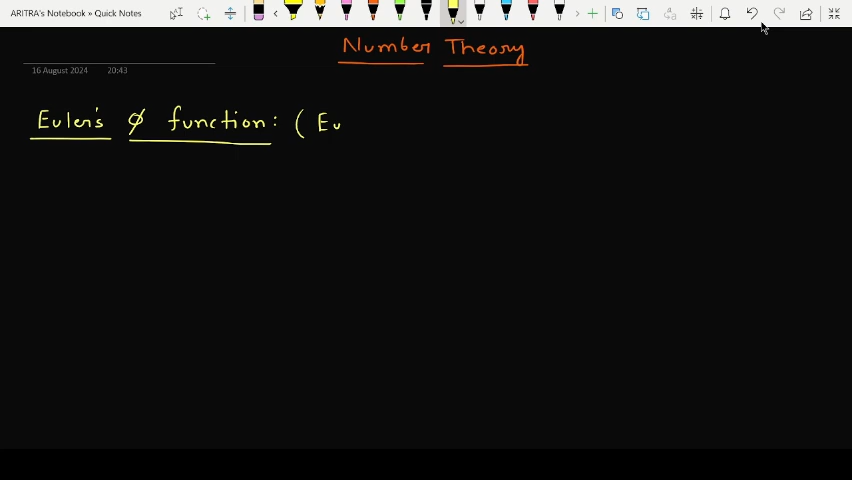 ARITRA's Notebook » Quick Notes
Number Theory
16 August 2024 20:43
Euler's ϕ function: ( Eu